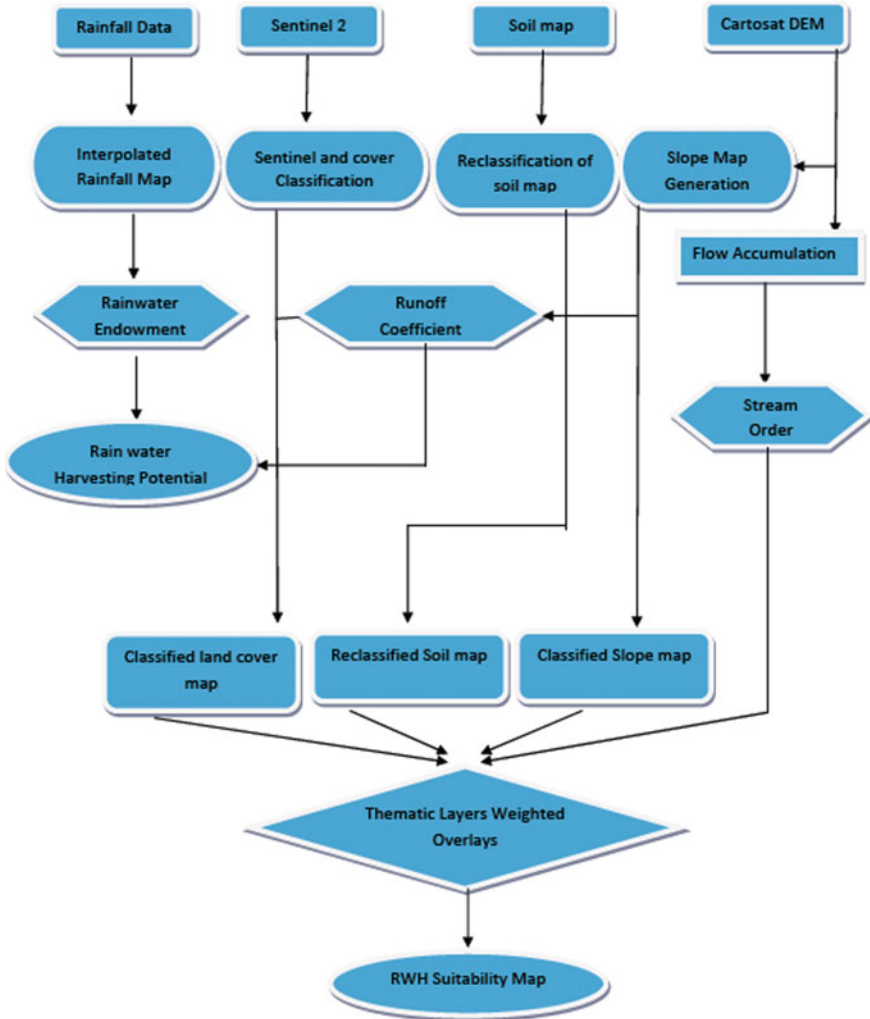 Rainfall Data
Sentinel 2
Soil map
Cartosat DEM
Interpolated
Rainfall Map
Sentinel and cover
Classification
Reclassification of
soil map
Slope Map
Generation
Flow Accumulation
Rainwater
Endowment
Runoff
Coefficient
Stream
Order
Rain water
Harvesting Potential
Classified land cover
map
Reclassified Soil map
Classified Slope map
Thematic Layers Weighted
Overlays
RWH Suitability Map